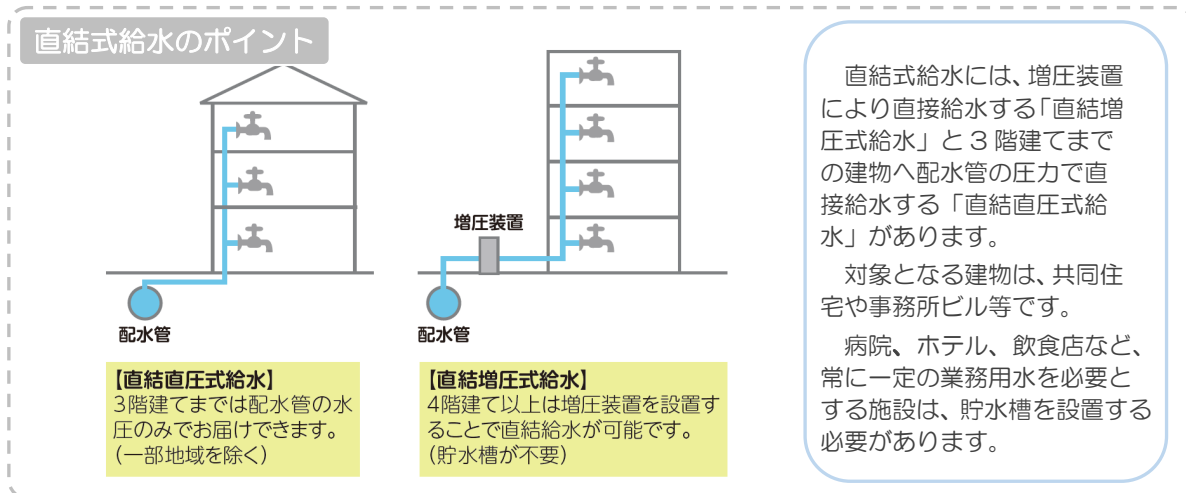 直結式給水のポイント
増圧装置
配水管
配水管
【直結直圧式給水】
3階建てまでは配水管の水
圧のみでお届けできます。
（一部地域を除く）
【直結増圧式給水】
4階建て以上は増圧装置を設置す
ることで直結給水が可能です。
（貯水槽が不要）
直結式給水には、増圧装置
により直接給水する「直結増
圧式給水」と3階建てまで
の建物へ配水管の圧力で直
接給水する「直結直圧式給
水」があります。
対象となる建物は、共同住
宅や事務所ビル等です。
病院、ホテル、飲食店など、
常に一定の業務用水を必要と
する施設は、貯水槽を設置する
必要があります。